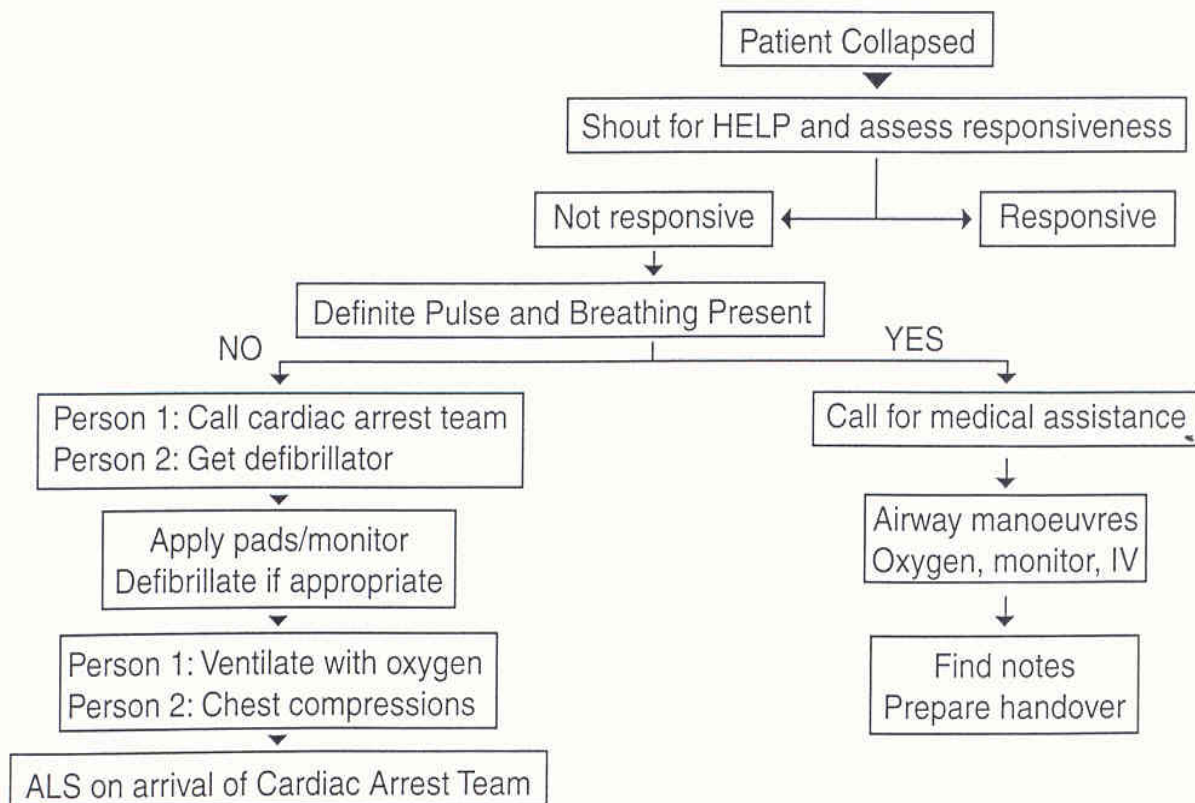 Patient Collapsed
Shout for HELP and assess responsiveness
Not responsive
Responsive
Definite Pulse and Breathing Present
NO
YES
Person 1: Call cardiac arrest team
Person 2: Get defibrillator
Call for medical assistance
Apply pads/monitor
Defibrillate if appropriate
Airway manoeuvres
Oxygen, monitor, IV
Person 1: Ventilate with oxygen
Person 2: Chest compressions
Find notes
Prepare handover
ALS on arrival of Cardiac Arrest Team